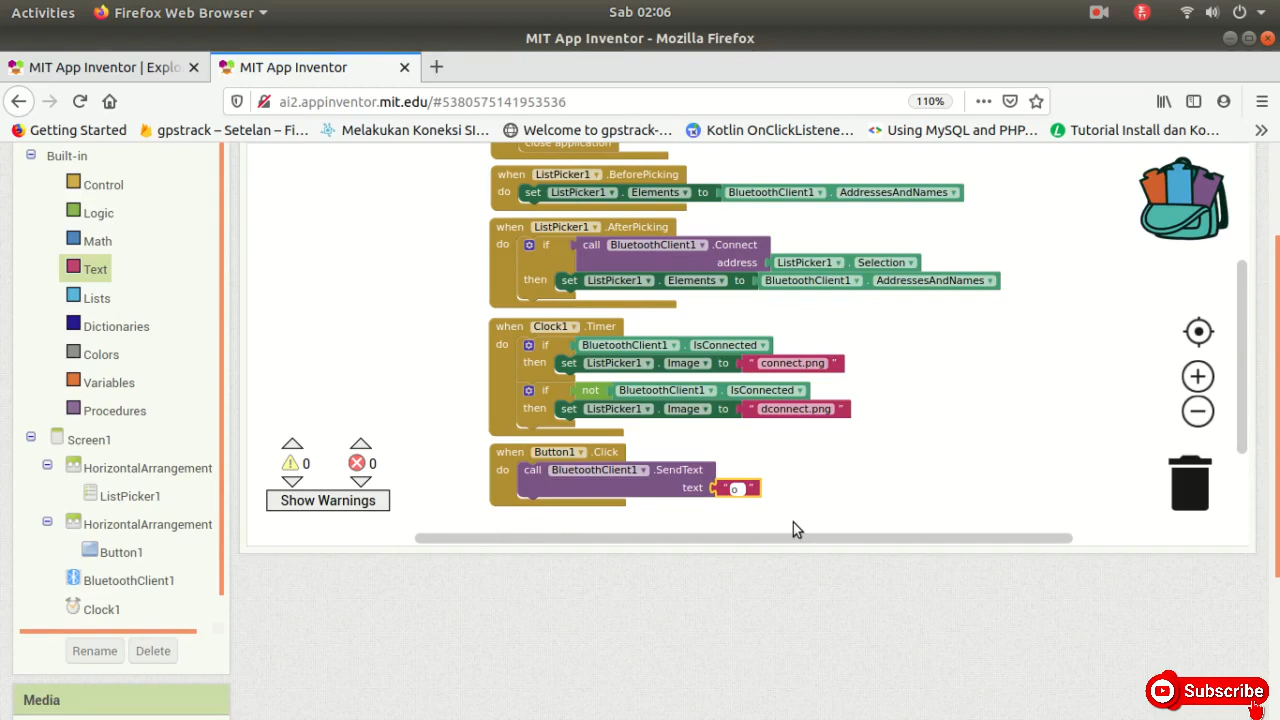 Activities Firefox Web Browser Sab 02:06
MIT App Inventor - Mozilla Firefox
MIT App Inventor | Explo MIT App Inventor
ai2.appinventor.mit.edu/#5380575141953536 110%
Getting Started gpstrack – Setelan – Fi… Melakukan Koneksi SI… Welcome to gpstrack-… Kotlin OnClickListene… Using MySQL and PHP… Tutorial Install dan Ko…
Built-in
Control
Logic
Math
Text
Lists
Dictionaries
Colors
Variables
Procedures
Screen1
HorizontalArrangement
ListPicker1
HorizontalArrangement
Button1
BluetoothClient1
Clock1
Rename Delete
Media
close application
when ListPicker1 .BeforePicking
do set ListPicker1 . Elements to BluetoothClient1 . AddressesAndNames
when ListPicker1 .AfterPicking
do if call BluetoothClient1 .Connect
address ListPicker1 . Selection
then set ListPicker1 . Elements to BluetoothClient1 . AddressesAndNames
when Clock1 .Timer
do if BluetoothClient1 . IsConnected
then set ListPicker1 . Image to " connect.png "
if not BluetoothClient1 . IsConnected
then set ListPicker1 . Image to " dconnect.png "
when Button1 .Click
do call BluetoothClient1 .SendText
text " o "
0 0
Show Warnings
Subscribe